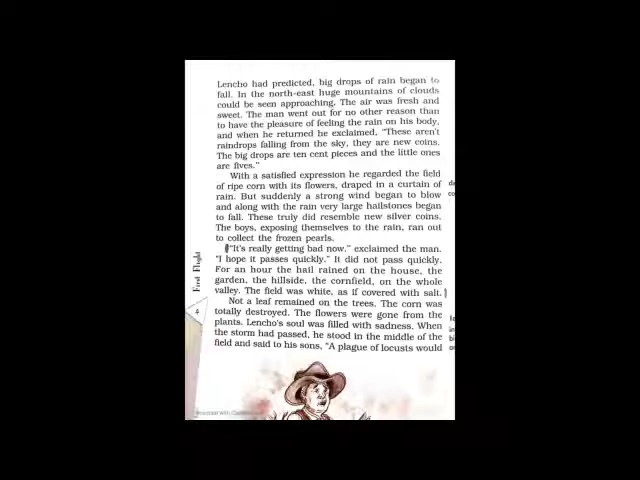 Lencho had predicted, big drops of rain began to
fall. In the north-east huge mountains of clouds
could be seen approaching. The air was fresh and
sweet. The man went out for no other reason than
to have the pleasure of feeling the rain on his body,
and when he returned he exclaimed, "These aren't
raindrops falling from the sky, they are new coins.
The big drops are ten cent pieces and the little ones
are fives."
With a satisfied expression he regarded the field
of ripe corn with its flowers, draped in a curtain of
rain. But suddenly a strong wind began to blow
and along with the rain very large hailstones began
to fall. These truly did resemble new silver coins.
The boys, exposing themselves to the rain, ran out
to collect the frozen pearls.
"It's really getting bad now," exclaimed the man.
"I hope it passes quickly." It did not pass quickly.
For an hour the hail rained on the house, the
garden, the hillside, the cornfield, on the whole
valley. The field was white, as if covered with salt.
Not a leaf remained on the trees. The corn was
totally destroyed. The flowers were gone from the
plants. Lencho's soul was filled with sadness. When
the storm had passed, he stood in the middle of the
field and said to his sons, "A plague of locusts would
First Flight
4